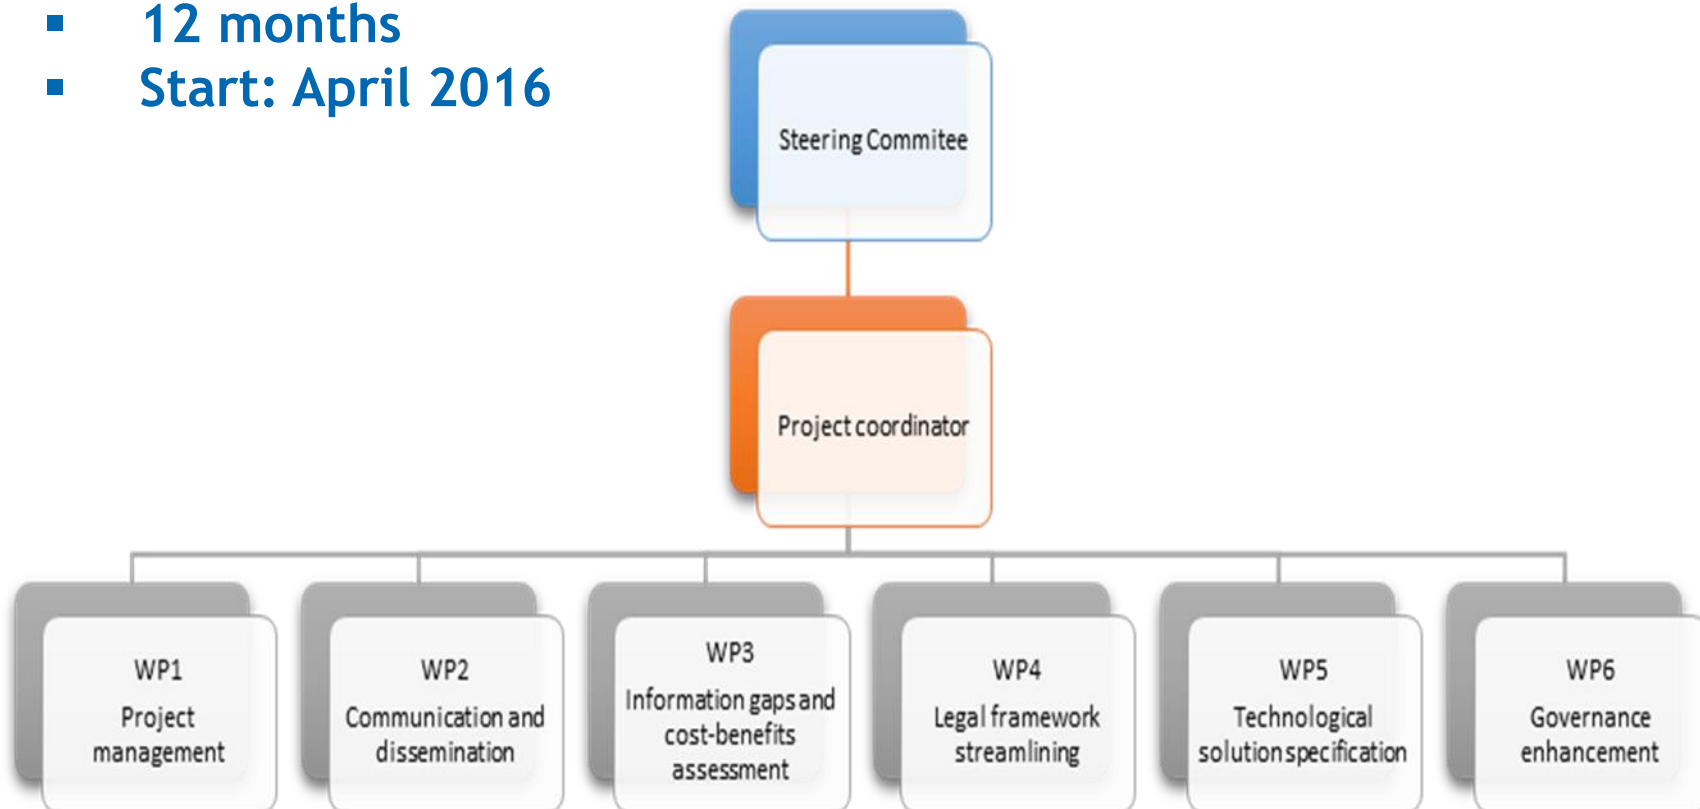 ▪ 12 months
▪ Start: April 2016
Steering Commitee
Project coordinator
WP1
Project
management
WP2
Communication and
dissemination
WP3
Information gaps and
cost-benefits
assessment
WP4
Legal framework
streamlining
WP5
Technological
solution specification
WP6
Governance
enhancement